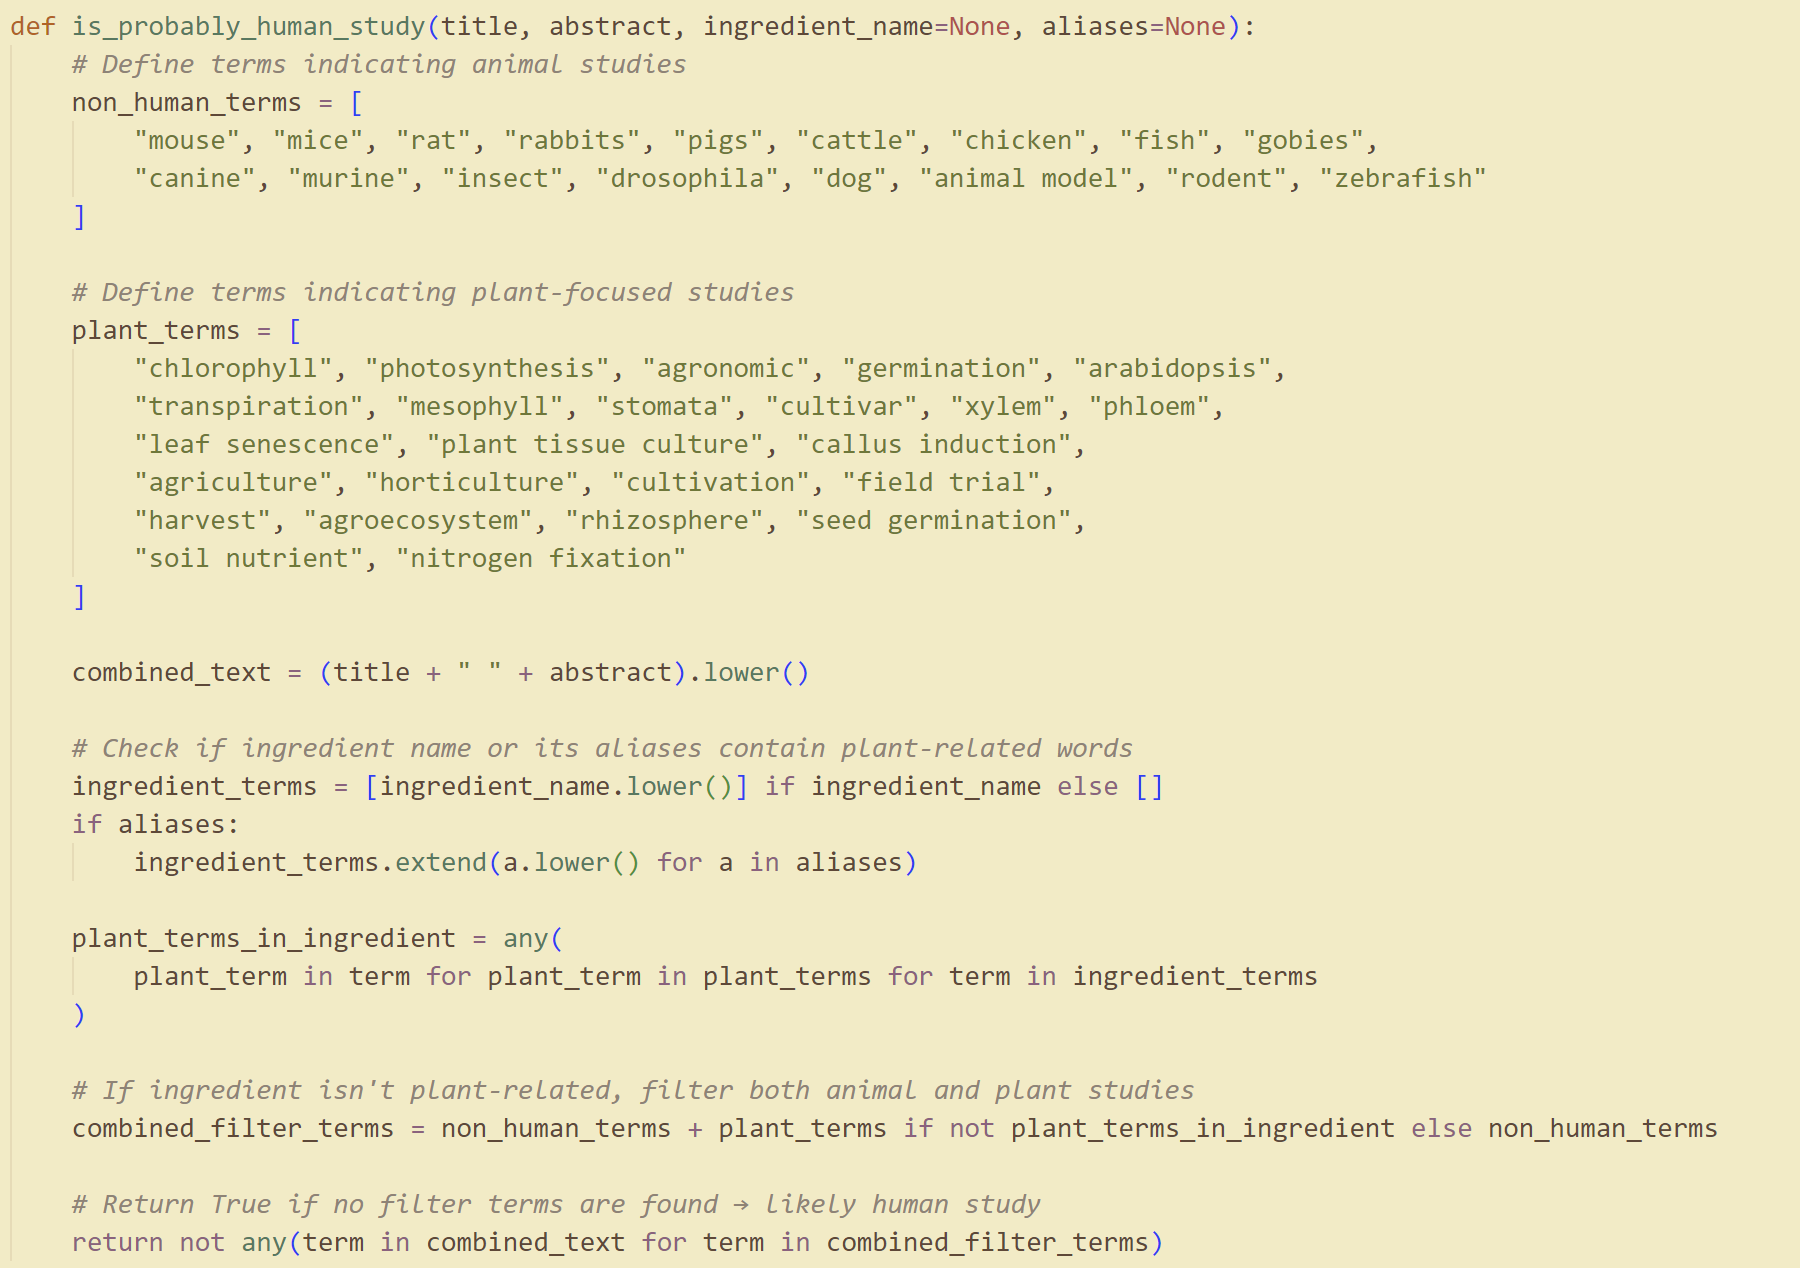 def is_probably_human_study(title, abstract, ingredient_name=None, aliases=None):
    # Define terms indicating animal studies
    non_human_terms = [
        "mouse", "mice", "rat", "rabbits", "pigs", "cattle", "chicken", "fish", "gobies",
        "canine", "murine", "insect", "drosophila", "dog", "animal model", "rodent", "zebrafish"
    ]

    # Define terms indicating plant-focused studies
    plant_terms = [
        "chlorophyll", "photosynthesis", "agronomic", "germination", "arabidopsis",
        "transpiration", "mesophyll", "stomata", "cultivar", "xylem", "phloem",
        "leaf senescence", "plant tissue culture", "callus induction",
        "agriculture", "horticulture", "cultivation", "field trial",
        "harvest", "agroecosystem", "rhizosphere", "seed germination",
        "soil nutrient", "nitrogen fixation"
    ]

    combined_text = (title + " " + abstract).lower()

    # Check if ingredient name or its aliases contain plant-related words
    ingredient_terms = [ingredient_name.lower()] if ingredient_name else []
    if aliases:
        ingredient_terms.extend(a.lower() for a in aliases)

    plant_terms_in_ingredient = any(
        plant_term in term for plant_term in plant_terms for term in ingredient_terms
    )

    # If ingredient isn't plant-related, filter both animal and plant studies
    combined_filter_terms = non_human_terms + plant_terms if not plant_terms_in_ingredient else non_human_terms

    # Return True if no filter terms are found → likely human study
    return not any(term in combined_text for term in combined_filter_terms)